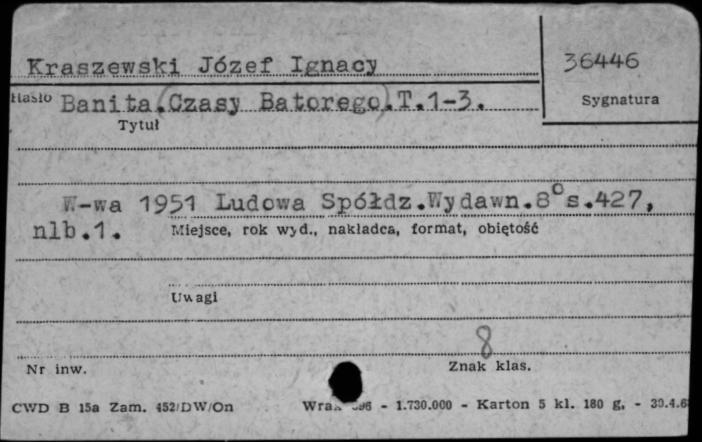 Kraszewski Józef Ignacy
36446
Hasło Banita.(Czasy Batorego).T.1-3.
Sygnatura
Tytuł
W-wa 1951 Ludowa Spółdz.Wydawn.8° s.427,
nlb.1. Miejsce, rok wyd., nakładca, format, obiętość
Uwagi
8
Nr inw. Znak klas.
CWD B 15a Zam. 452/DW/On - 1.730.000 - Karton 5 kl. 180 g, -